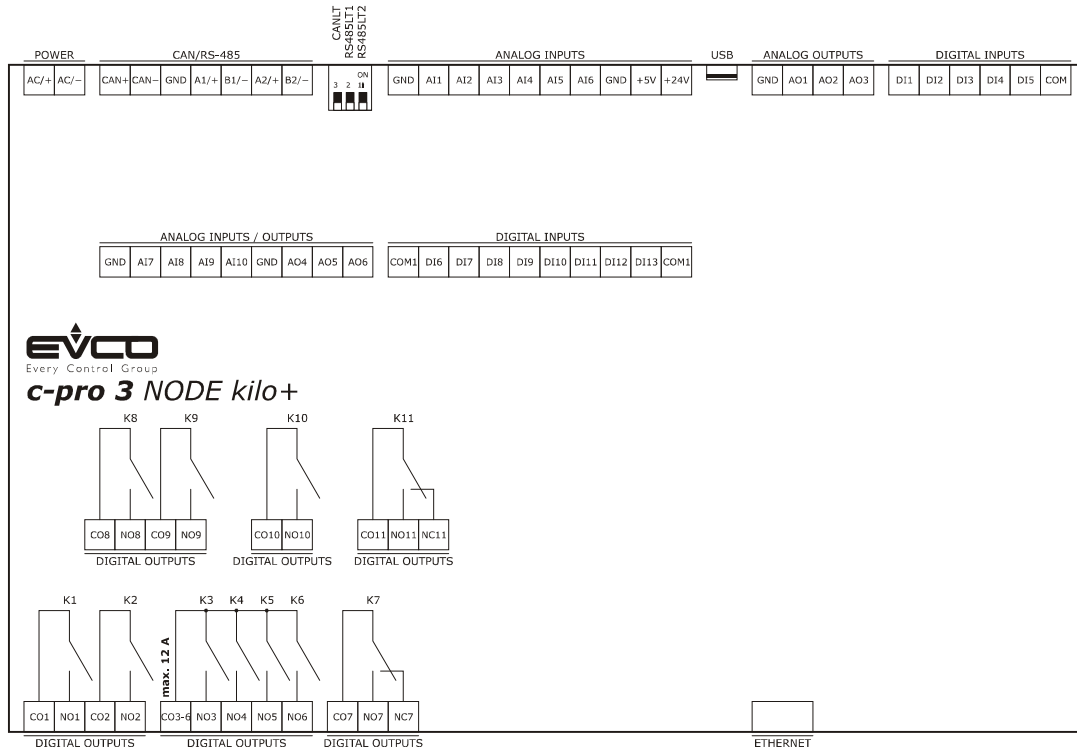 CANLT
RS485LT1
RS485LT2
POWER
CAN/RS-485
ANALOG INPUTS
USB
ANALOG OUTPUTS
DIGITAL INPUTS
AC/+ AC/-
CAN+ CAN- GND A1/+ B1/- A2/+ B2/-
ON
3 2 1
GND AI1 AI2 AI3 AI4 AI5 AI6 GND +5V +24V
GND AO1 AO2 AO3
DI1 DI2 DI3 DI4 DI5 COM
ANALOG INPUTS / OUTPUTS
DIGITAL INPUTS
GND AI7 AI8 AI9 AI10 GND AO4 AO5 AO6
COM1 DI6 DI7 DI8 DI9 DI10 DI11 DI12 DI13 COM1
EVCO
Every Control Group
c-pro 3 NODE kilo+
K8 K9 K10 K11
CO8 NO8 CO9 NO9
CO10 NO10
CO11 NO11 NC11
DIGITAL OUTPUTS
DIGITAL OUTPUTS
DIGITAL OUTPUTS
K1 K2 K3 K4 K5 K6 K7
max. 12 A
CO1 NO1 CO2 NO2
CO3-6 NO3 NO4 NO5 NO6
CO7 NO7 NC7
DIGITAL OUTPUTS
DIGITAL OUTPUTS
DIGITAL OUTPUTS
ETHERNET